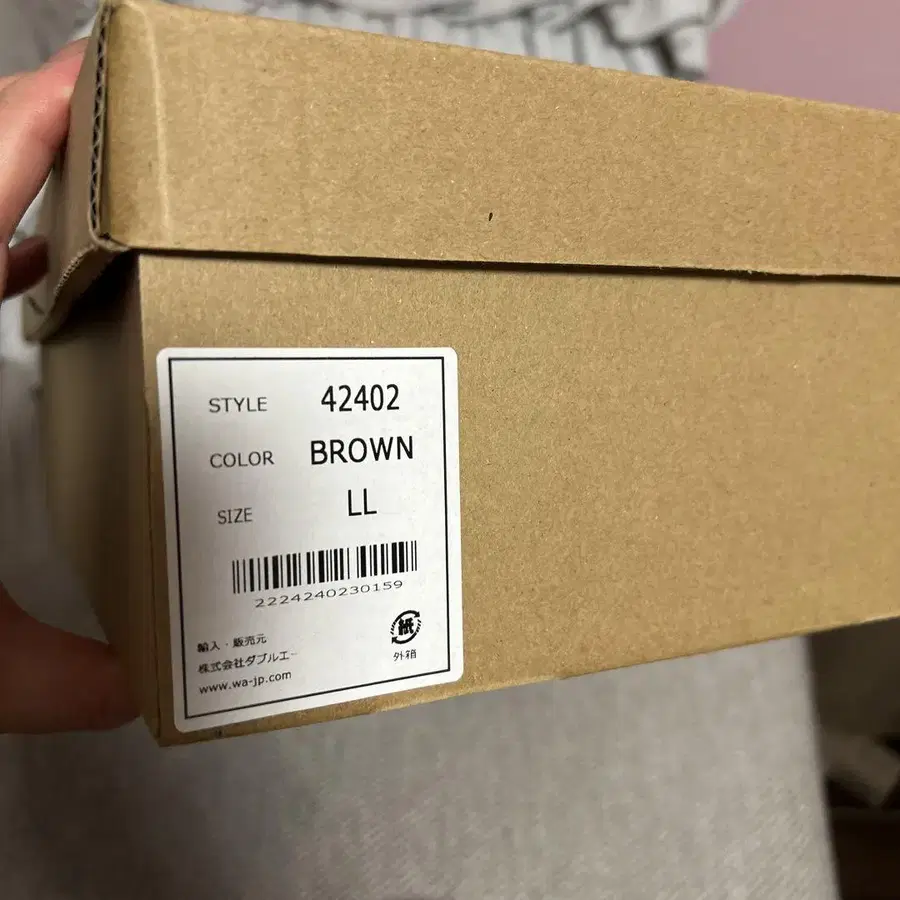 STYLE 42402
COLOR BROWN
SIZE LL
2224240230159
輸入・販売元
株式会社ダブルエー
www.wa-jp.com
紙
外箱